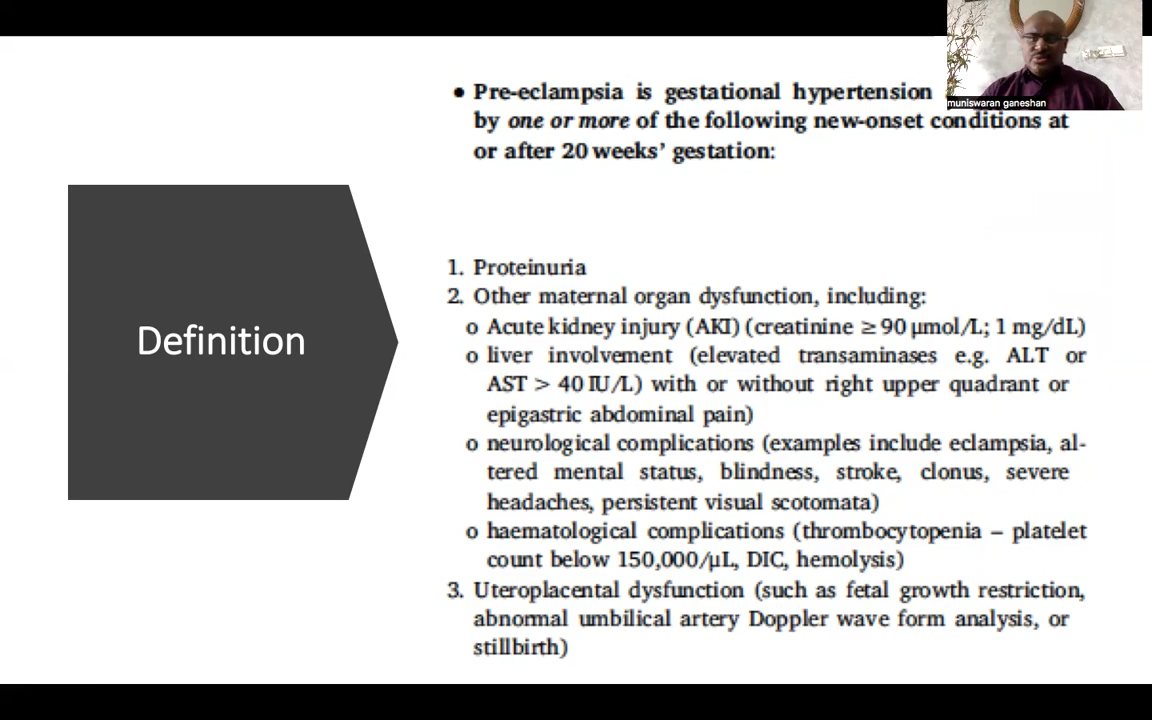 muniswaran ganeshan
Definition
● Pre-eclampsia is gestational hypertension
by one or more of the following new-onset conditions at
or after 20 weeks’ gestation:
1. Proteinuria
2. Other maternal organ dysfunction, including:
o Acute kidney injury (AKI) (creatinine ≥ 90 μmol/L; 1 mg/dL)
o liver involvement (elevated transaminases e.g. ALT or
AST > 40 IU/L) with or without right upper quadrant or
epigastric abdominal pain)
o neurological complications (examples include eclampsia, al-
tered mental status, blindness, stroke, clonus, severe
headaches, persistent visual scotomata)
o haematological complications (thrombocytopenia – platelet
count below 150,000/μL, DIC, hemolysis)
3. Uteroplacental dysfunction (such as fetal growth restriction,
abnormal umbilical artery Doppler wave form analysis, or
stillbirth)